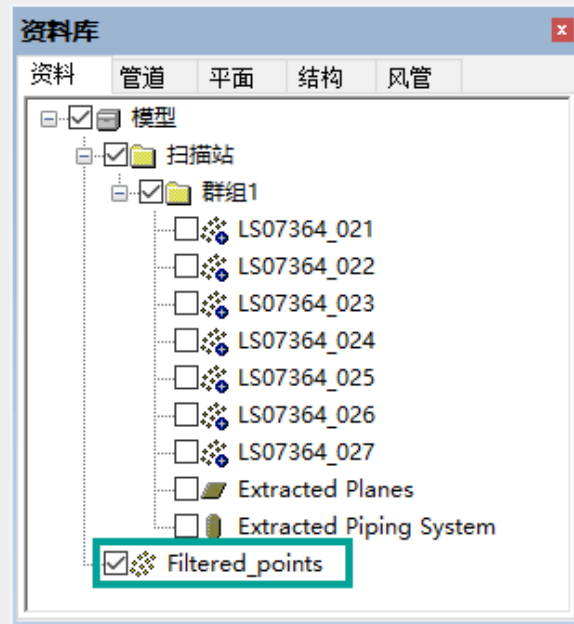 资料库
资料 管道 平面 结构 风管
模型
扫描站
群组1
LS07364_021
LS07364_022
LS07364_023
LS07364_024
LS07364_025
LS07364_026
LS07364_027
Extracted Planes
Extracted Piping System
Filtered_points